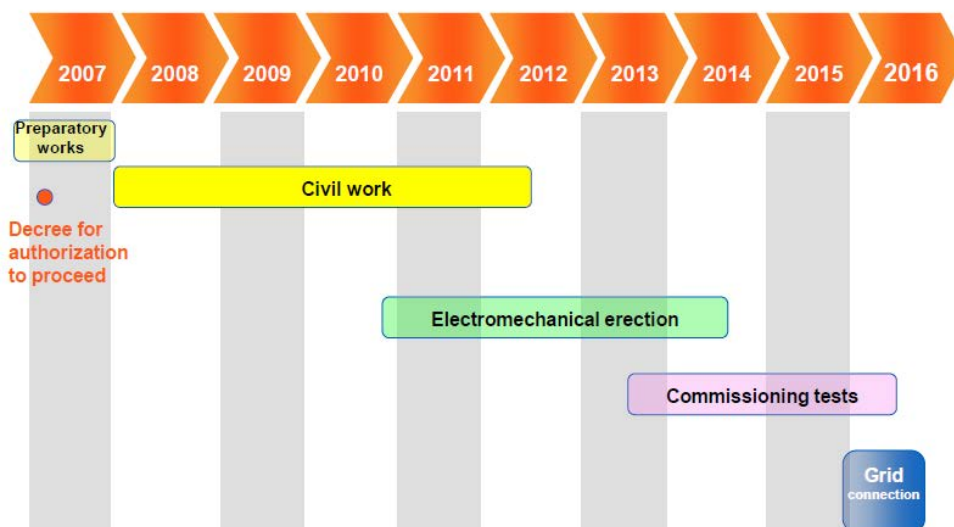 2007 2008 2009 2010 2011 2012 2013 2014 2015 2016
Preparatory
works
Civil work
Decree for
authorization
to proceed
Electromechanical erection
Commissioning tests
Grid
connection